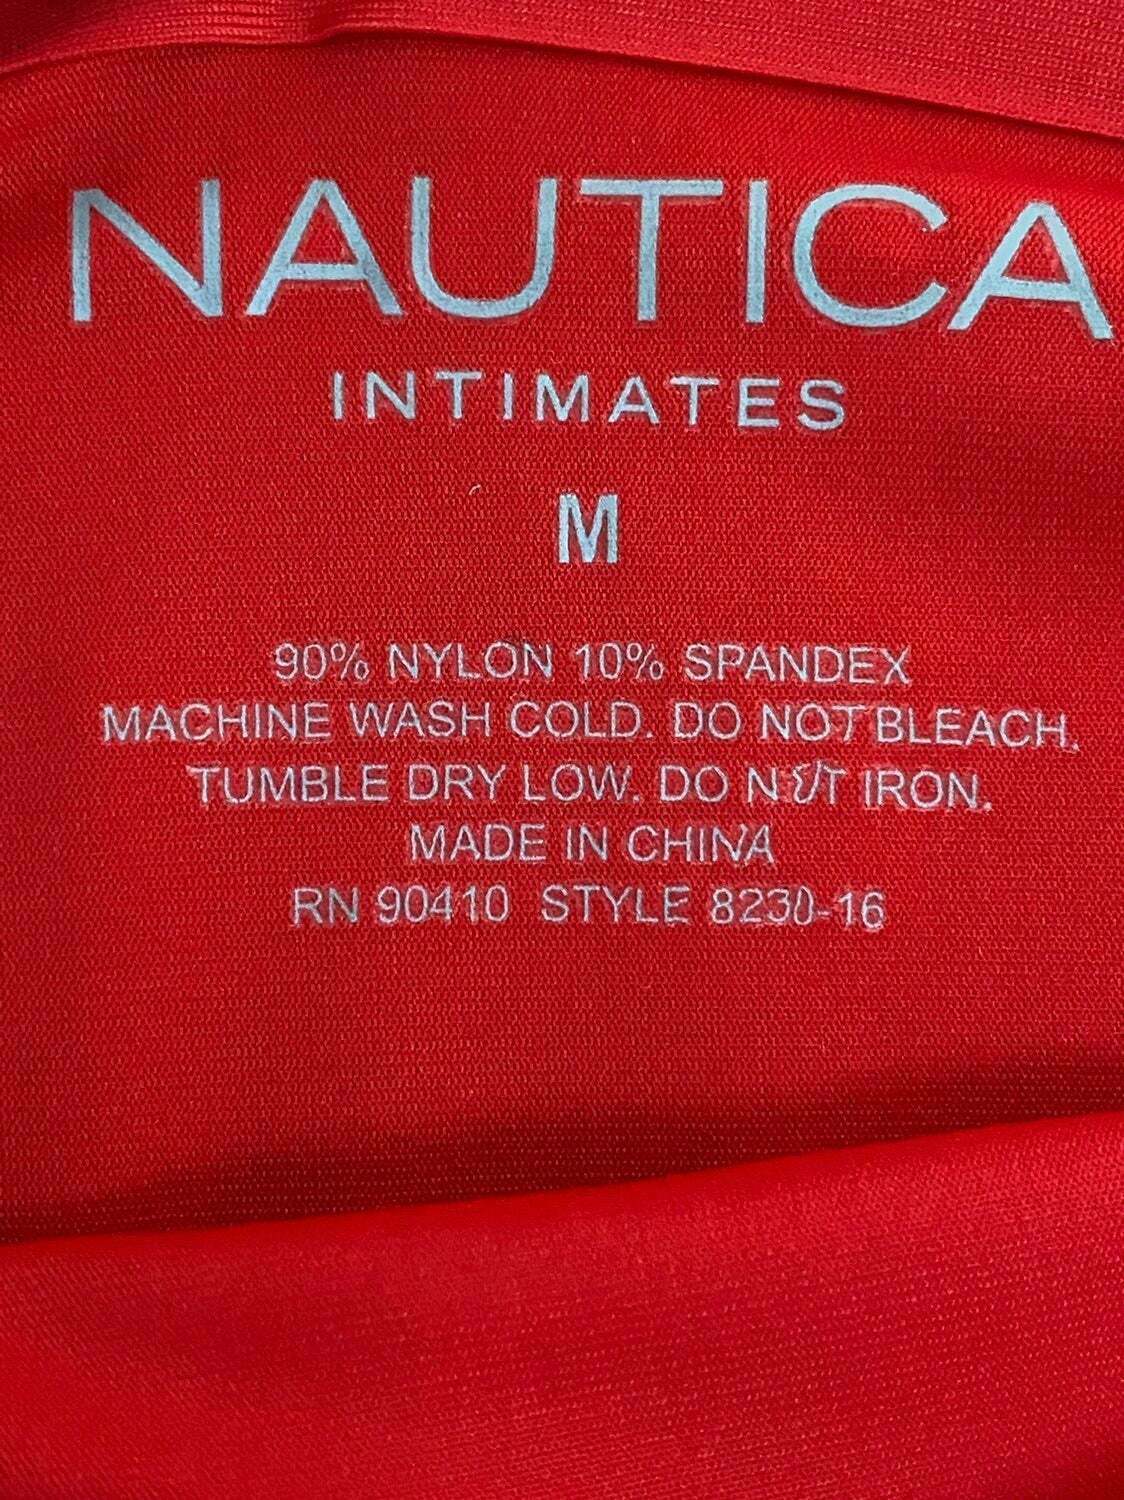 NAUTICA
INTIMATES
M
90% NYLON 10% SPANDEX
MACHINE WASH COLD. DO NOT BLEACH.
TUMBLE DRY LOW. DO NOT IRON.
MADE IN CHINA
RN 90410 STYLE 8230-16